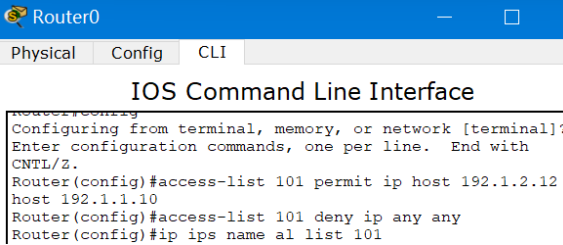 Router0
Physical Config CLI
IOS Command Line Interface
Router#config
Configuring from terminal, memory, or network [terminal]?
Enter configuration commands, one per line.  End with
CNTL/Z.
Router(config)#access-list 101 permit ip host 192.1.2.12
host 192.1.1.10
Router(config)#access-list 101 deny ip any any
Router(config)#ip ips name al list 101